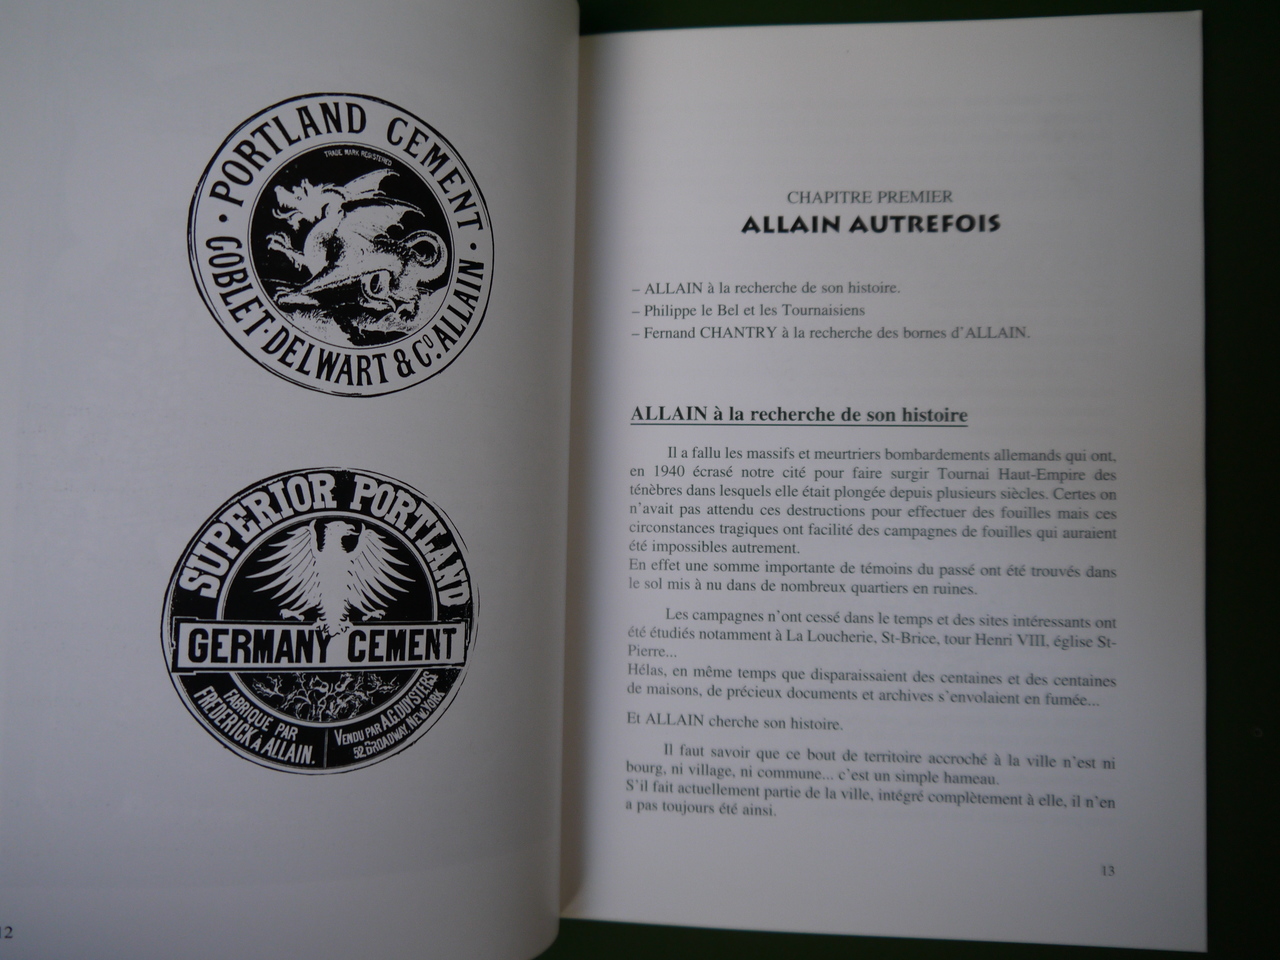 PORTLAND CEMENT
TRADE MARK REGISTERED
GOBLET·DELWART & Cº. ALLAIN
SUPERIOR PORTLAND
GERMANY CEMENT
FABRIQUÉ PAR
FREDERICK À ALLAIN.
VENDU PAR A.G. DUYSTERS
52, BROADWAY, NEW-YORK
12
CHAPITRE PREMIER
ALLAIN AUTREFOIS
– ALLAIN à la recherche de son histoire.
– Philippe le Bel et les Tournaisiens
– Fernand CHANTRY à la recherche des bornes d'ALLAIN.
ALLAIN à la recherche de son histoire
Il a fallu les massifs et meurtriers bombardements allemands qui ont,
en 1940 écrasé notre cité pour faire surgir Tournai Haut-Empire des
ténèbres dans lesquels elle était plongée depuis plusieurs siècles. Certes on
n'avait pas attendu ces destructions pour effectuer des fouilles mais ces
circonstances tragiques ont facilité des campagnes de fouilles qui auraient
été impossibles autrement.
En effet une somme importante de témoins du passé ont été trouvés dans
le sol mis à nu dans de nombreux quartiers en ruines.
Les campagnes n'ont cessé dans le temps et des sites intéressants ont
été étudiés notamment à La Loucherie, St-Brice, tour Henri VIII, église St-
Pierre...
Hélas, en même temps que disparaissaient des centaines et des centaines
de maisons, de précieux documents et archives s'envolaient en fumée...
Et ALLAIN cherche son histoire.
Il faut savoir que ce bout de territoire accroché à la ville n'est ni
bourg, ni village, ni commune... c'est un simple hameau.
S'il fait actuellement partie de la ville, intégré complètement à elle, il n'en
a pas toujours été ainsi.
13